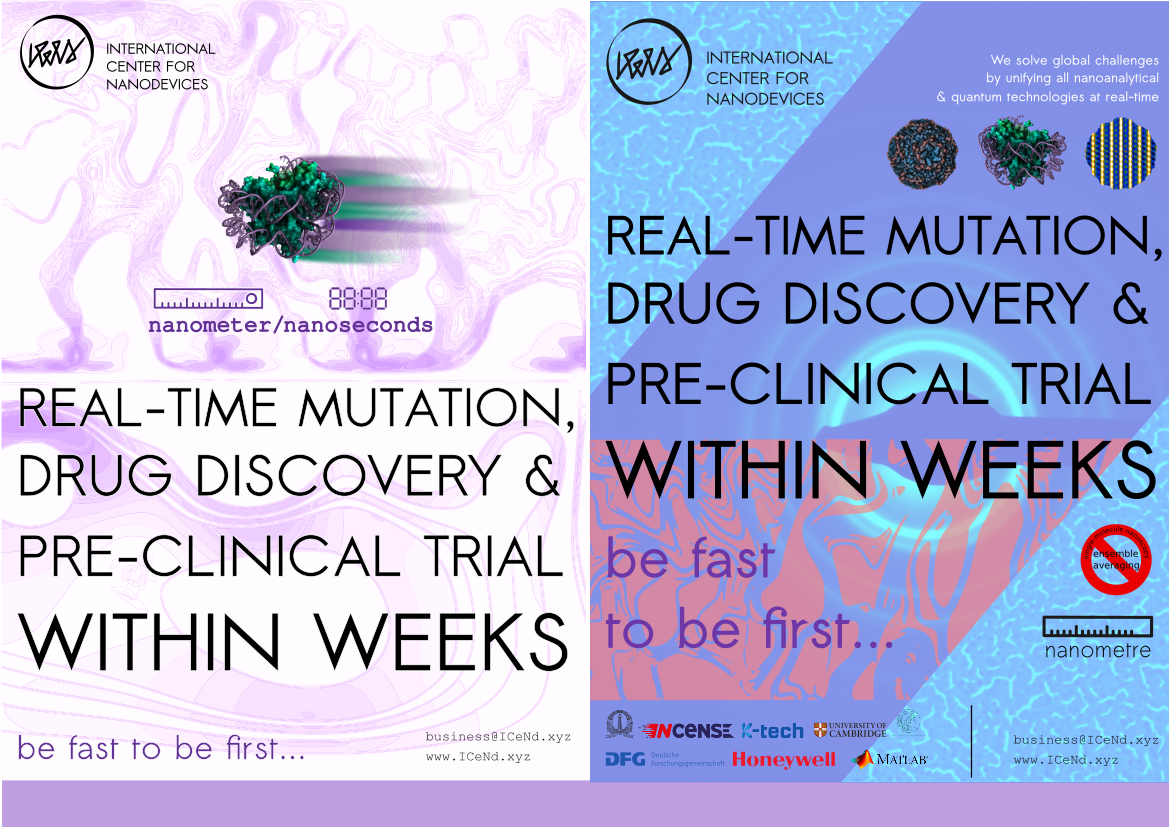 INTERNATIONAL
CENTER FOR
NANODEVICES
88:88
nanometer/nanoseconds
REAL-TIME MUTATION,
DRUG DISCOVERY &
PRE-CLINICAL TRIAL
WITHIN WEEKS
be fast to be first...
business@ICeNd.xyz
www.ICeNd.xyz
INTERNATIONAL
CENTER FOR
NANODEVICES
We solve global challenges
by unifying all nanoanalytical
& quantum technologies at real-time
REAL-TIME MUTATION,
DRUG DISCOVERY &
PRE-CLINICAL TRIAL
WITHIN WEEKS
be fast
to be first...
ensemble
averaging
nanometre
INCENSE
K-tech
UNIVERSITY OF
CAMBRIDGE
DFG
Deutsche
Forschungsgemeinschaft
Honeywell
MATLAB
business@ICeNd.xyz
www.ICeNd.xyz